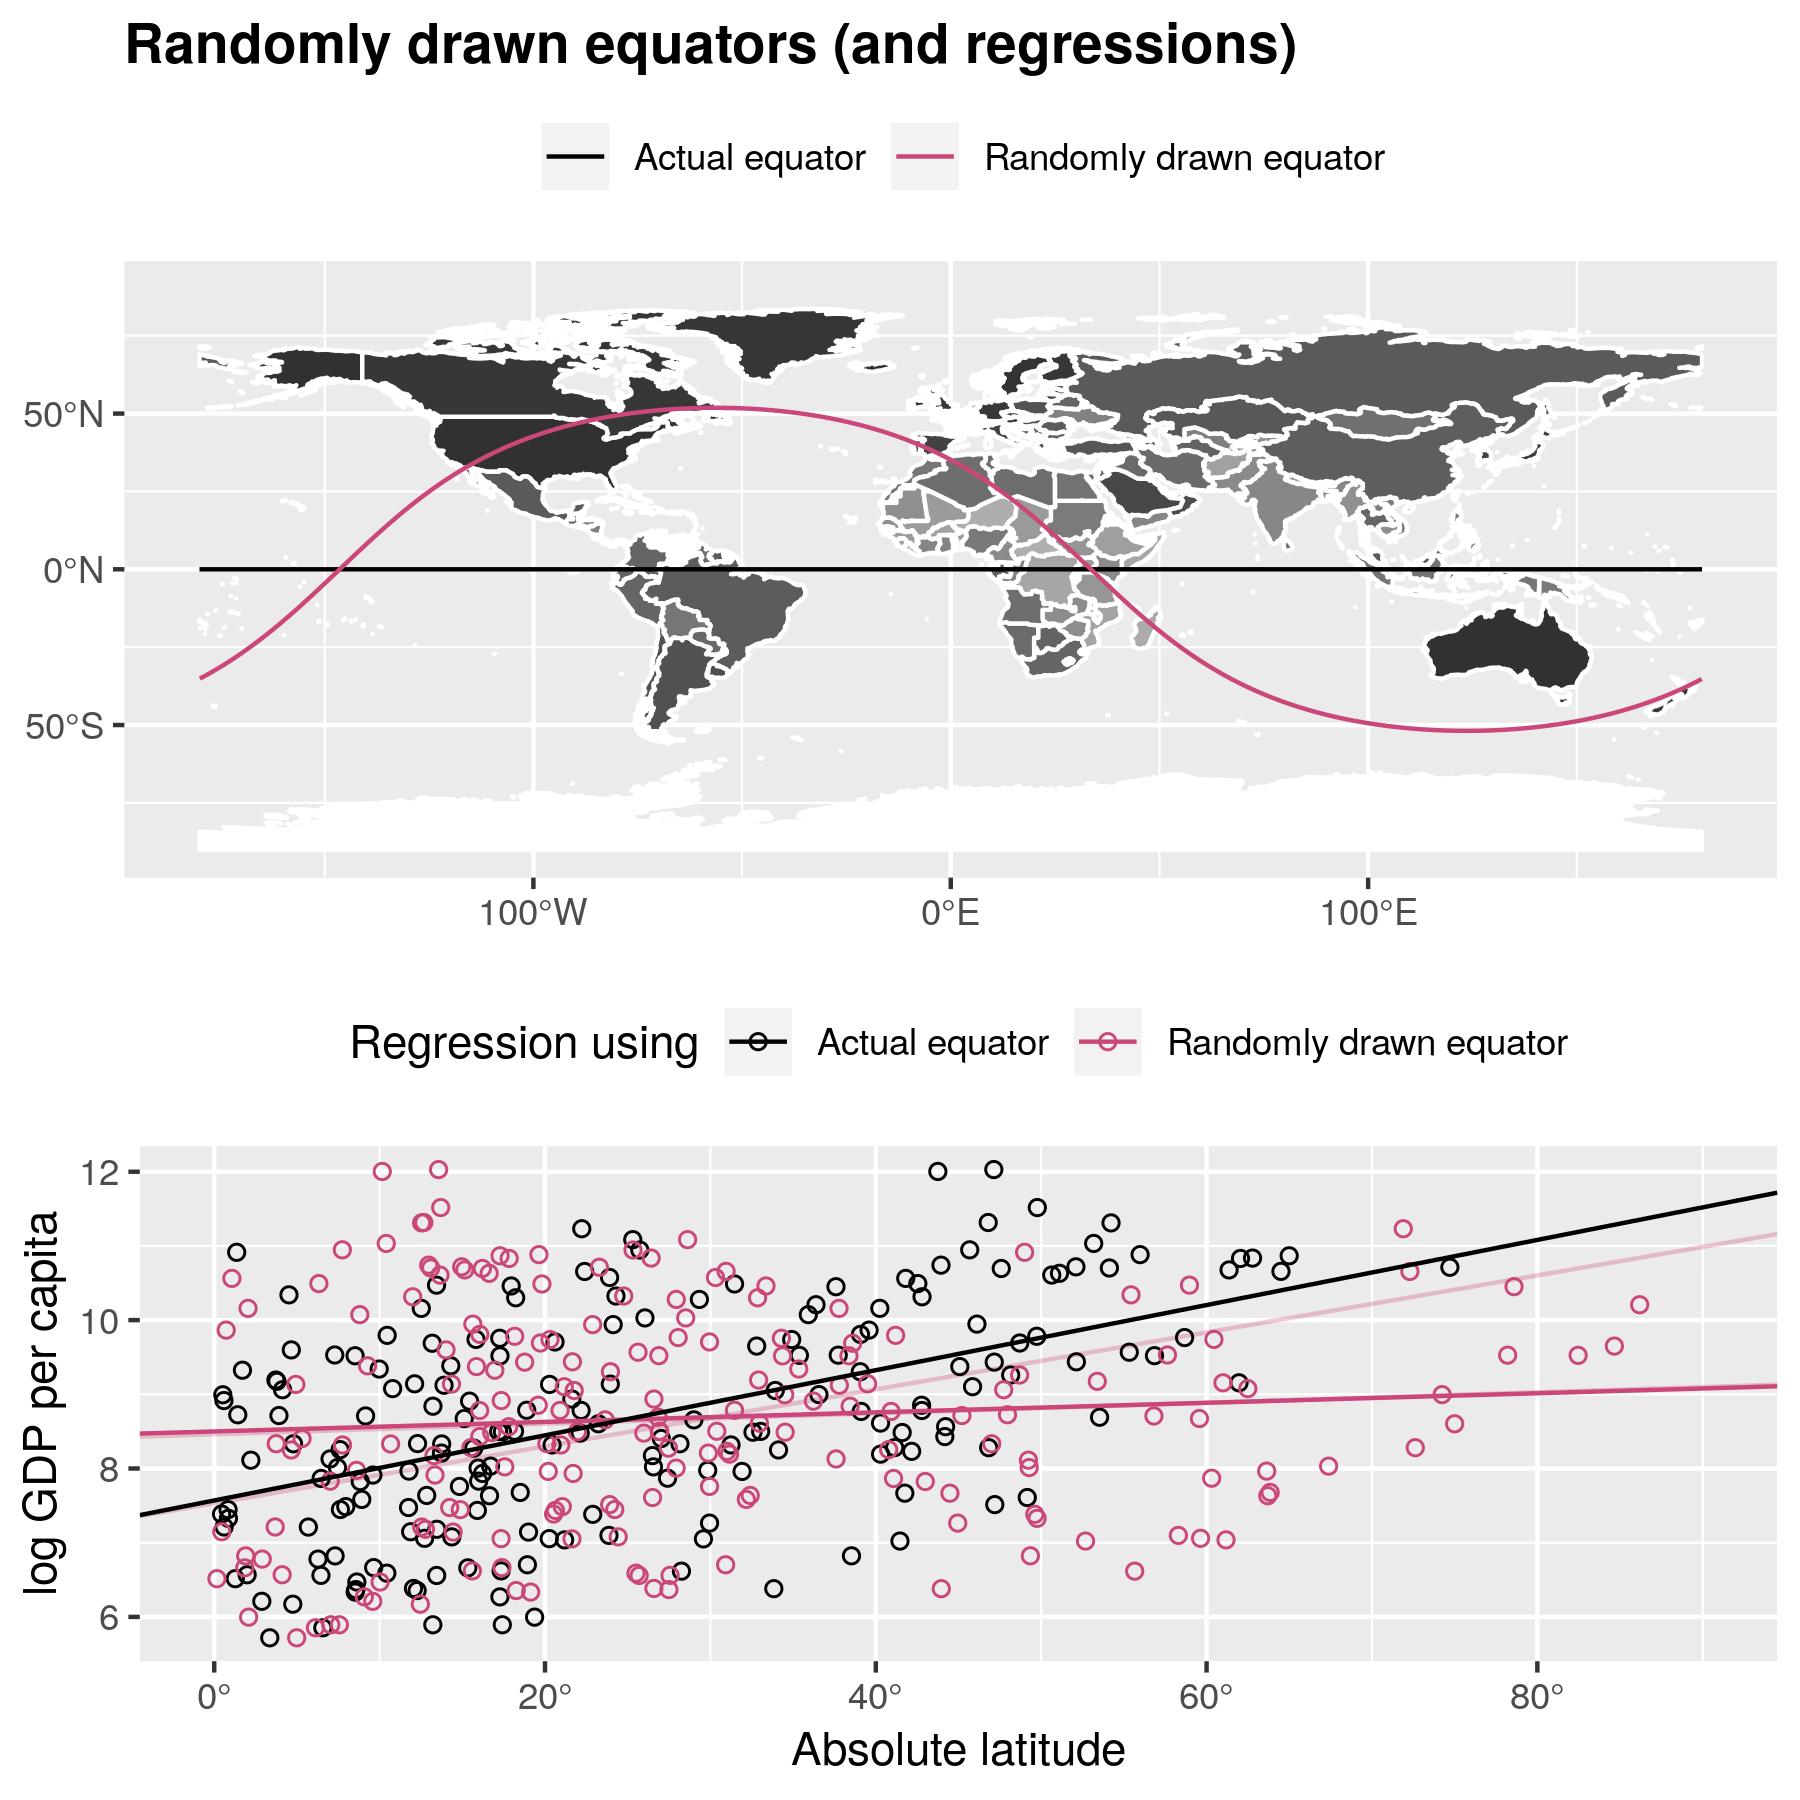 Randomly drawn equators (and regressions)
Actual equator
Randomly drawn equator
50°N
0°N
50°S
100°W
0°E
100°E
Regression using
Actual equator
Randomly drawn equator
log GDP per capita
12
10
8
6
0°
20°
40°
60°
80°
Absolute latitude